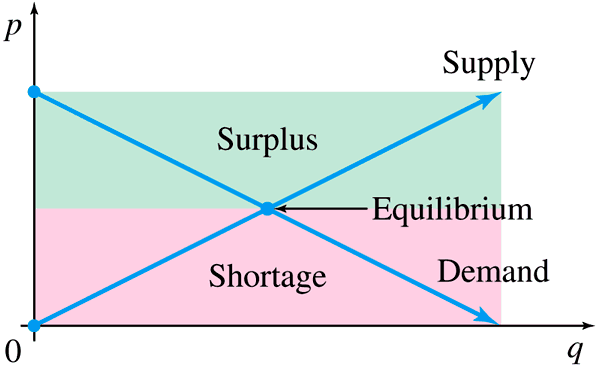 p
Supply
Surplus
Equilibrium
Shortage
Demand
0
q